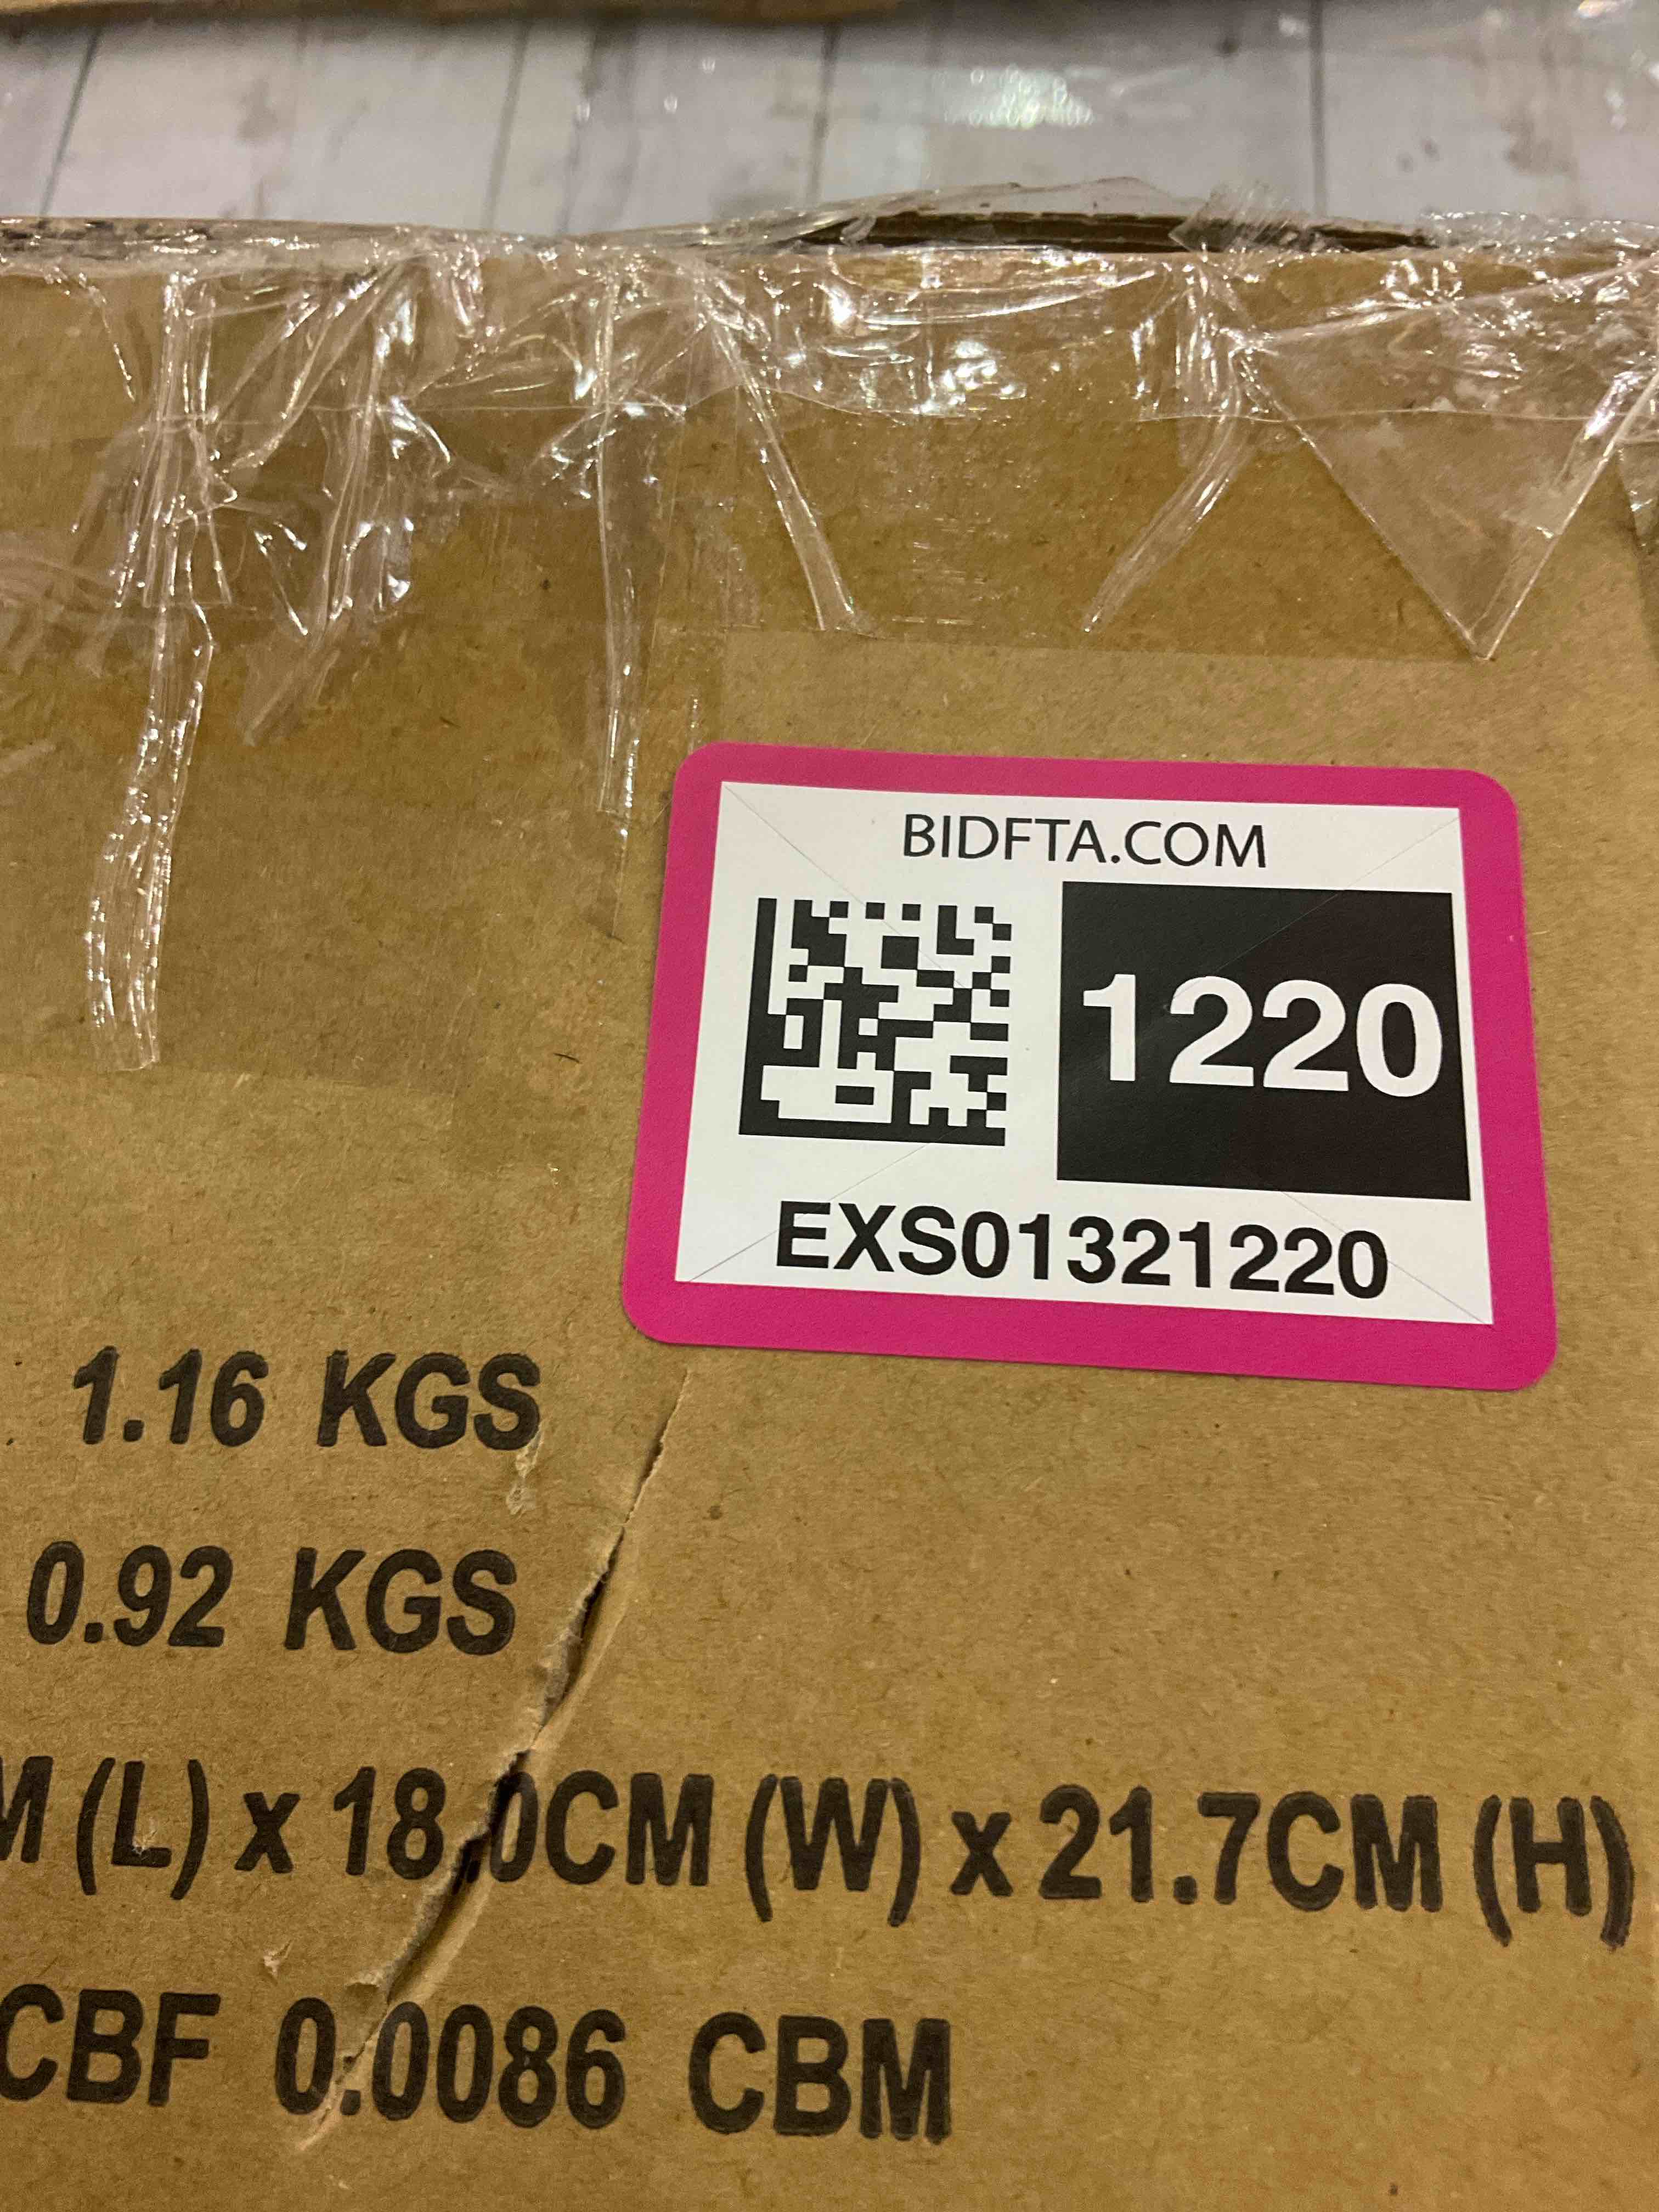 BIDFTA.COM
1220
EXS01321220
1.16 KGS
0.92 KGS
(L) x 18.0CM (W) x 21.7CM (H)
CBF 0.0086 CBM